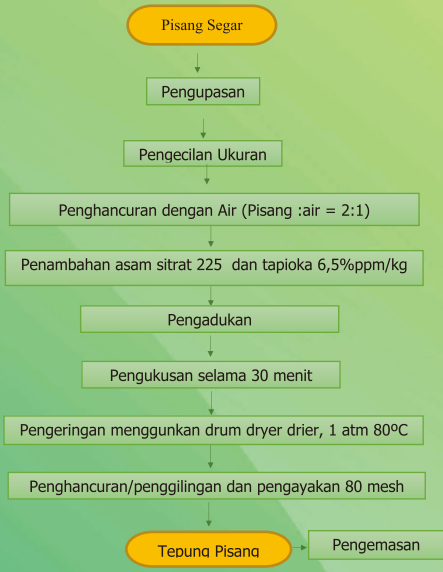 Pisang Segar
Pengupasan
Pengecilan Ukuran
Penghancuran dengan Air (Pisang :air = 2:1)
Penambahan asam sitrat 225  dan tapioka 6,5%ppm/kg
Pengadukan
Pengukusan selama 30 menit
Pengeringan menggunkan drum dryer drier, 1 atm 80ºC
Penghancuran/penggilingan dan pengayakan 80 mesh
Tepung Pisang
Pengemasan